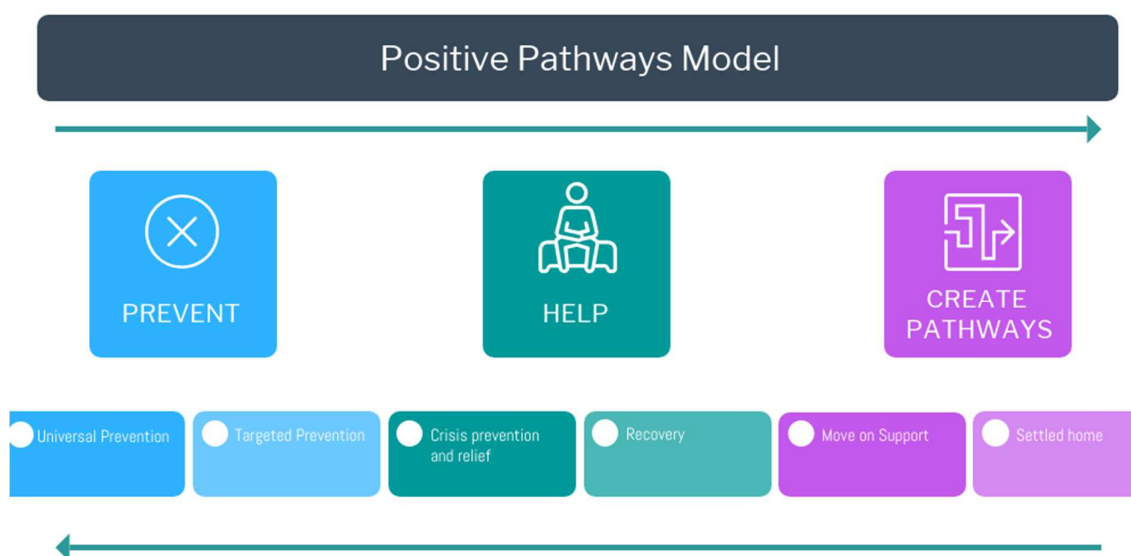 Positive Pathways Model
PREVENT
HELP
CREATE
PATHWAYS
Universal Prevention
Targeted Prevention
Crisis prevention
and relief
Recovery
Move on Support
Settled home